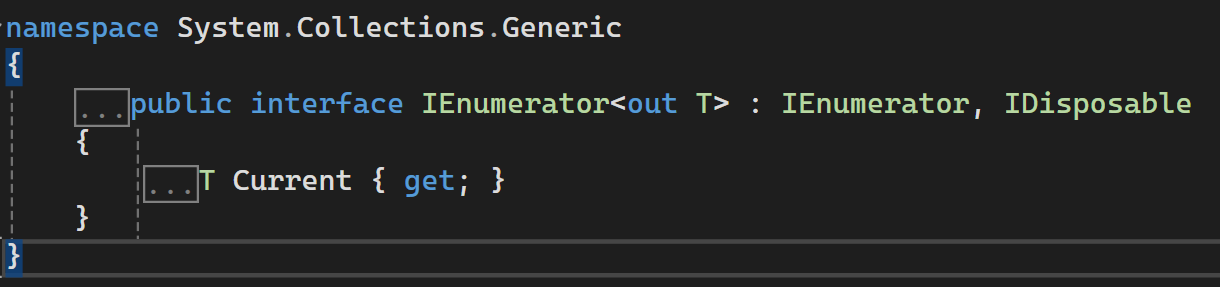 namespace System.Collections.Generic
{
...public interface IEnumerator<out T> : IEnumerator, IDisposable
{
...T Current { get; }
}
}